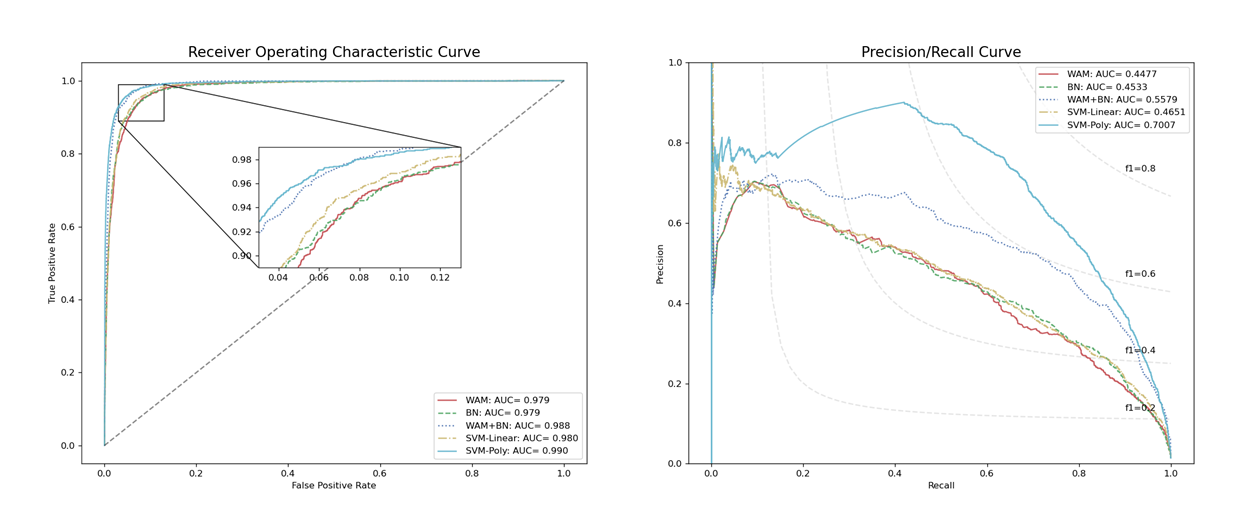 Receiver Operating Characteristic Curve
1.0
0.8
0.6
0.4
0.2
0.0
True Positive Rate
0.98
0.96
0.94
0.92
0.90
0.04
0.06
0.08
0.10
0.12
WAM: AUC= 0.979
BN: AUC= 0.979
WAM+BN: AUC= 0.988
SVM-Linear: AUC= 0.980
SVM-Poly: AUC= 0.990
0.0
0.2
0.4
0.6
0.8
1.0
False Positive Rate
Precision/Recall Curve
1.0
0.8
0.6
0.4
0.2
0.0
Precision
WAM: AUC= 0.4477
BN: AUC= 0.4533
WAM+BN: AUC= 0.5579
SVM-Linear: AUC= 0.4651
SVM-Poly: AUC= 0.7007
f1=0.8
f1=0.6
f1=0.4
f1=0.2
0.0
0.2
0.4
0.6
0.8
1.0
Recall